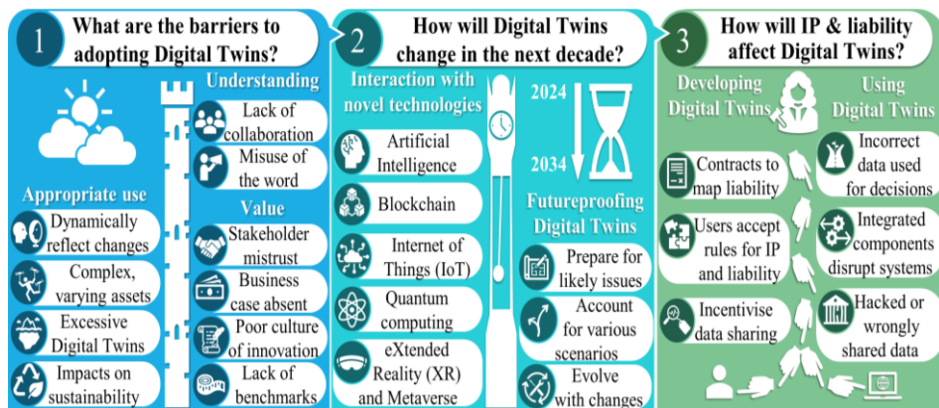 1
What are the barriers to
adopting Digital Twins?
Understanding
Lack of
collaboration
Misuse of
the word
Appropriate use
Dynamically
reflect changes
Complex,
varying assets
Excessive
Digital Twins
Impacts on
sustainability
Value
Stakeholder
mistrust
Business
case absent
Poor culture
of innovation
Lack of
benchmarks
2
How will Digital Twins
change in the next decade?
Interaction with
novel technologies
Artificial
Intelligence
Blockchain
Internet of
Things (IoT)
Quantum
computing
eXtended
Reality (XR)
and Metaverse
2024
2034
Futureproofing
Digital Twins
Prepare for
likely issues
Account
for various
scenarios
Evolve
with changes
3
How will IP & liability
affect Digital Twins?
Developing
Digital Twins
Contracts to
map liability
Users accept
rules for IP
and liability
Incentivise
data sharing
Using
Digital Twins
Incorrect
data used
for decisions
Integrated
components
disrupt systems
Hacked or
wrongly
shared data